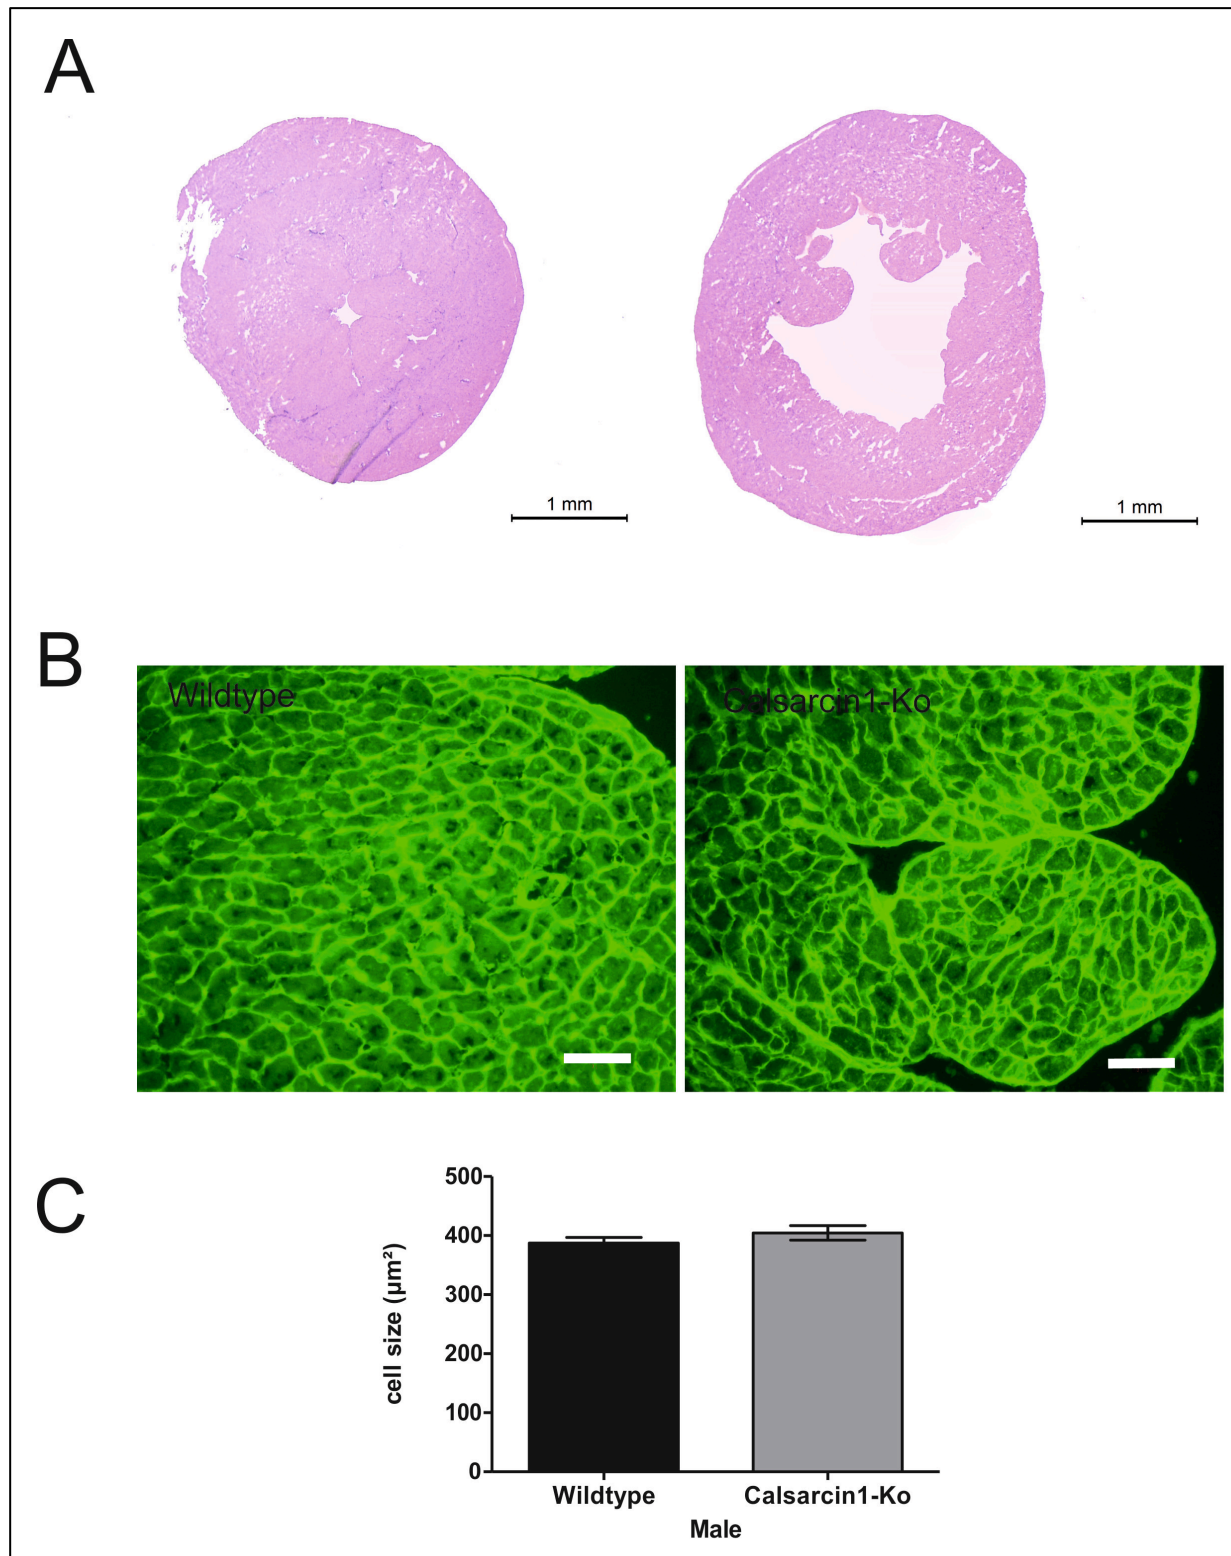 A
1 mm
1 mm
B
Wildtype
Calsarcin1-Ko
C
500
400
300
200
100
0
cell size (µm²)
Wildtype
Calsarcin1-Ko
Male